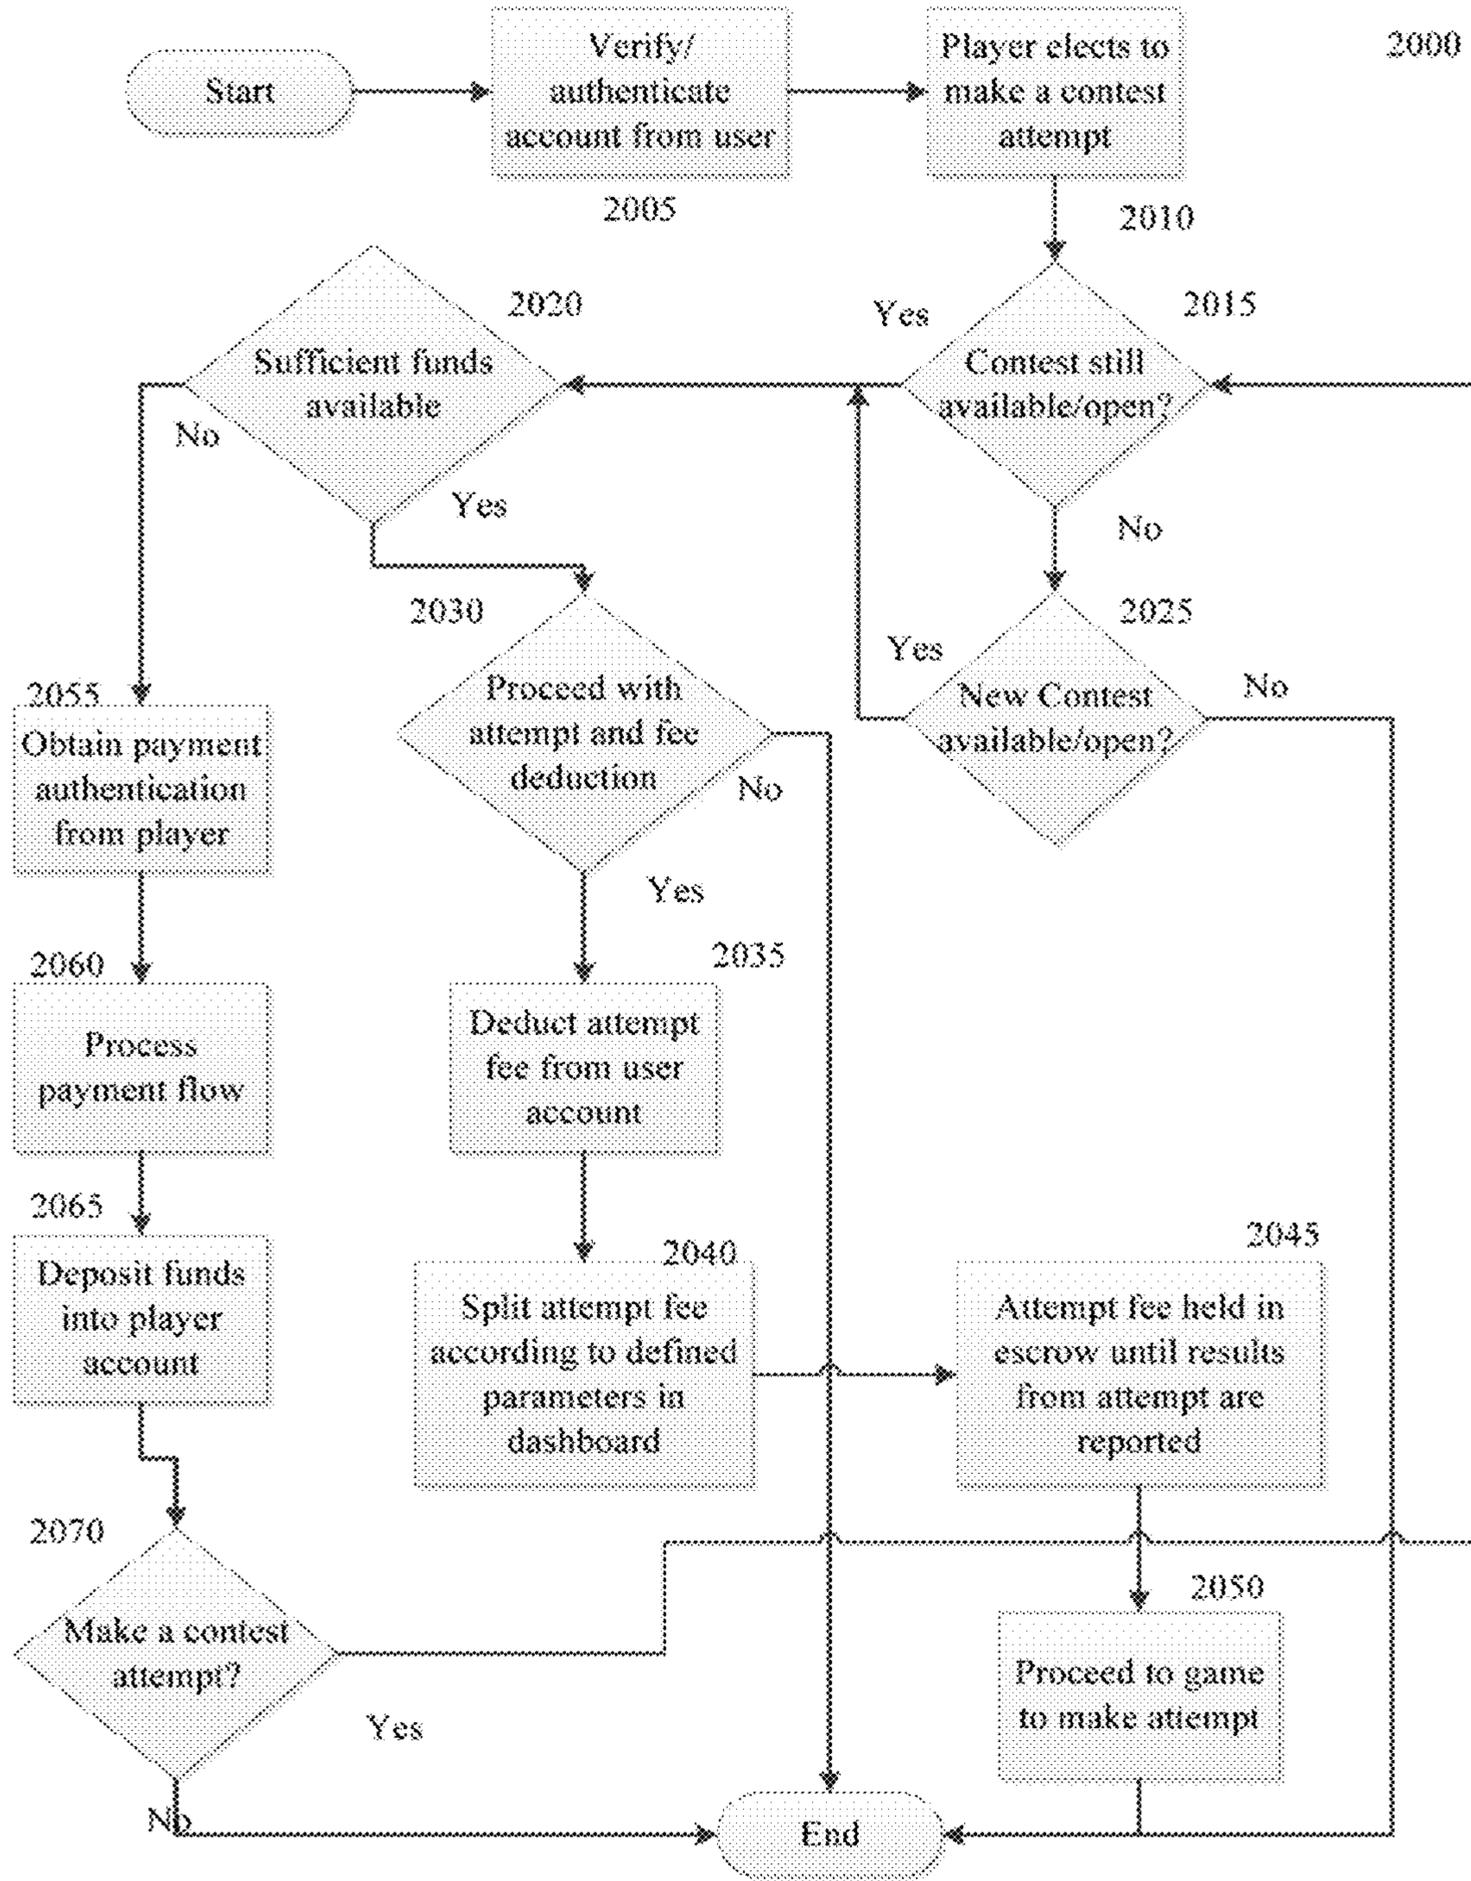 2000
Start
Verify/
authenticate
account from user
2005
Player elects to
make a contest
attempt
2010
2015
Contest still
available/open?
Yes
No
2020
Sufficient funds
available
No
Yes
2025
New Contest
available/open?
Yes
No
2030
Proceed with
attempt and fee
deduction
No
Yes
2055
Obtain payment
authentication
from player
2035
Deduct attempt
fee from user
account
2060
Process
payment flow
2065
Deposit funds
into player
account
2040
Split attempt fee
according to defined
parameters in
dashboard
2045
Attempt fee held in
escrow until results
from attempt are
reported
2070
Make a contest
attempt?
Yes
No
2050
Proceed to game
to make attempt
End